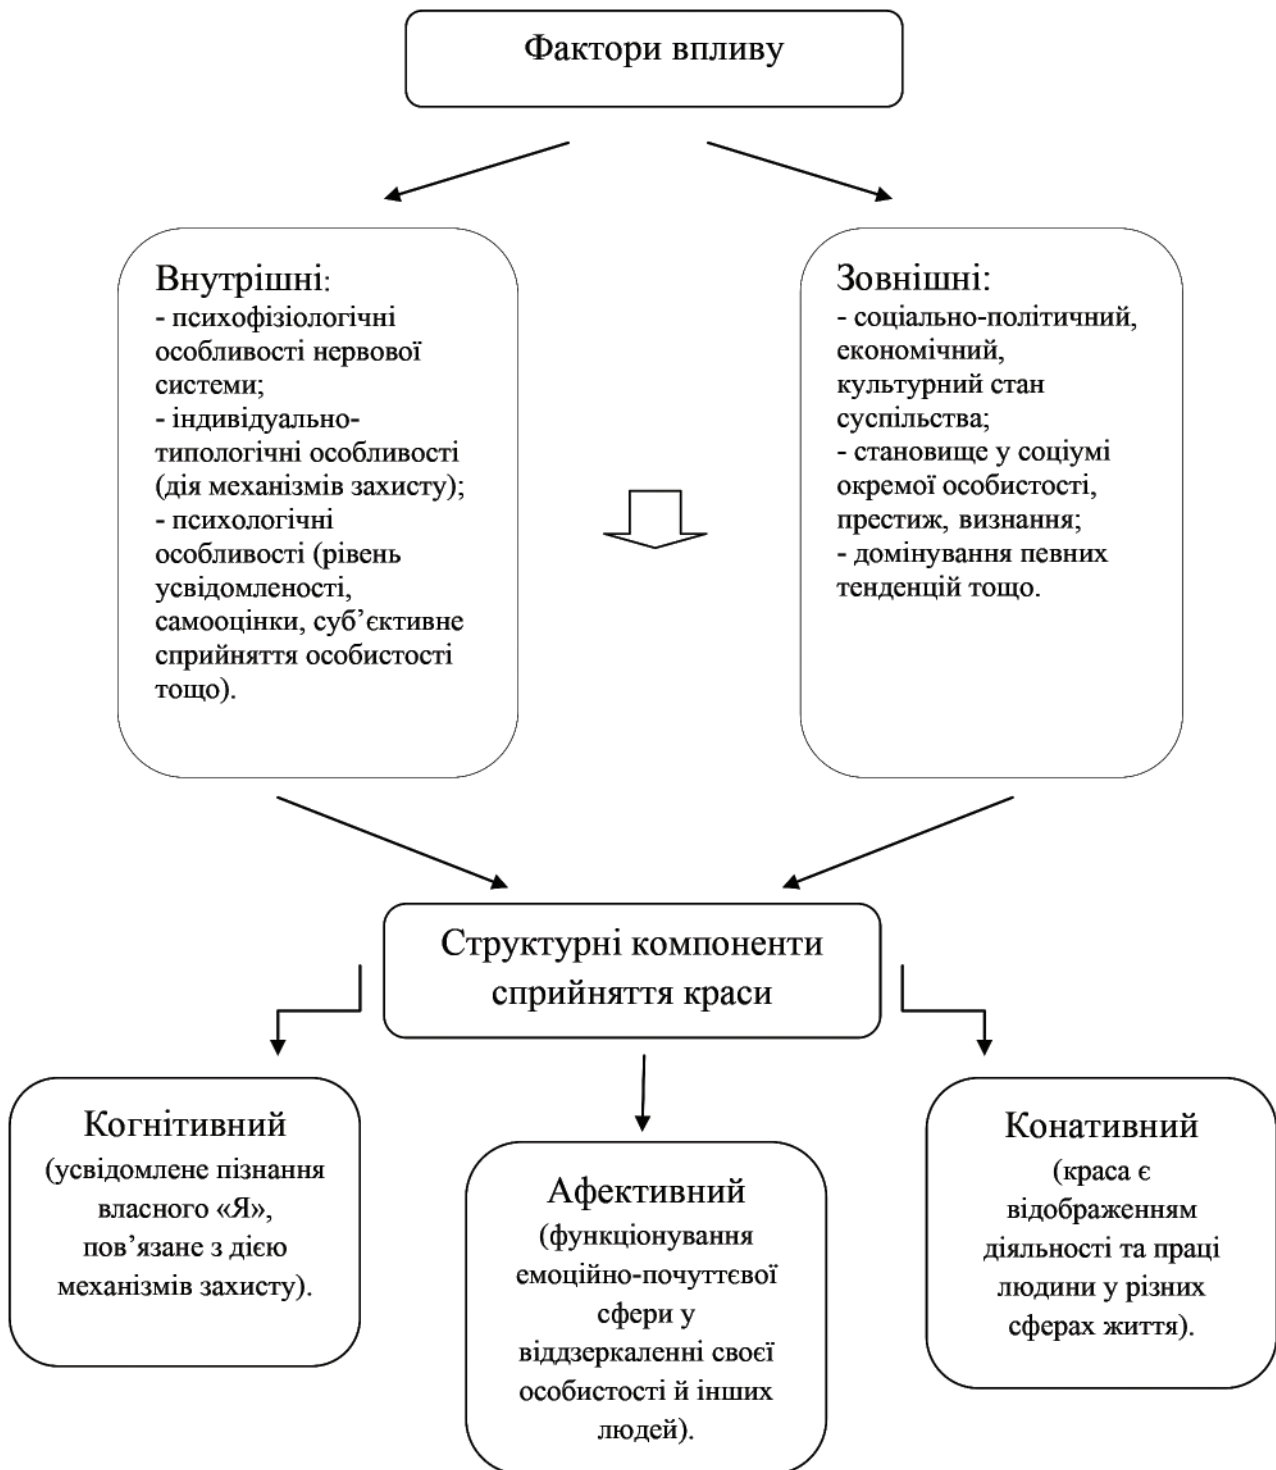 Фактори впливу
Внутрішні:
- психофізіологічні
особливості нервової
системи;
- індивідуально-
типологічні особливості
(дія механізмів захисту);
- психологічні
особливості (рівень
усвідомленості,
самооцінки, суб’єктивне
сприйняття особистості
тощо).
Зовнішні:
- соціально-політичний,
економічний,
культурний стан
суспільства;
- становище у соціумі
окремої особистості,
престиж, визнання;
- домінування певних
тенденцій тощо.
Структурні компоненти
сприйняття краси
Когнітивний
(усвідомлене пізнання
власного «Я»,
пов’язане з дією
механізмів захисту).
Афективний
(функціонування
емоційно-почуттєвої
сфери у
віддзеркаленні своєї
особистості й інших
людей).
Конативний
(краса є
відображенням
діяльності та праці
людини у різних
сферах життя).